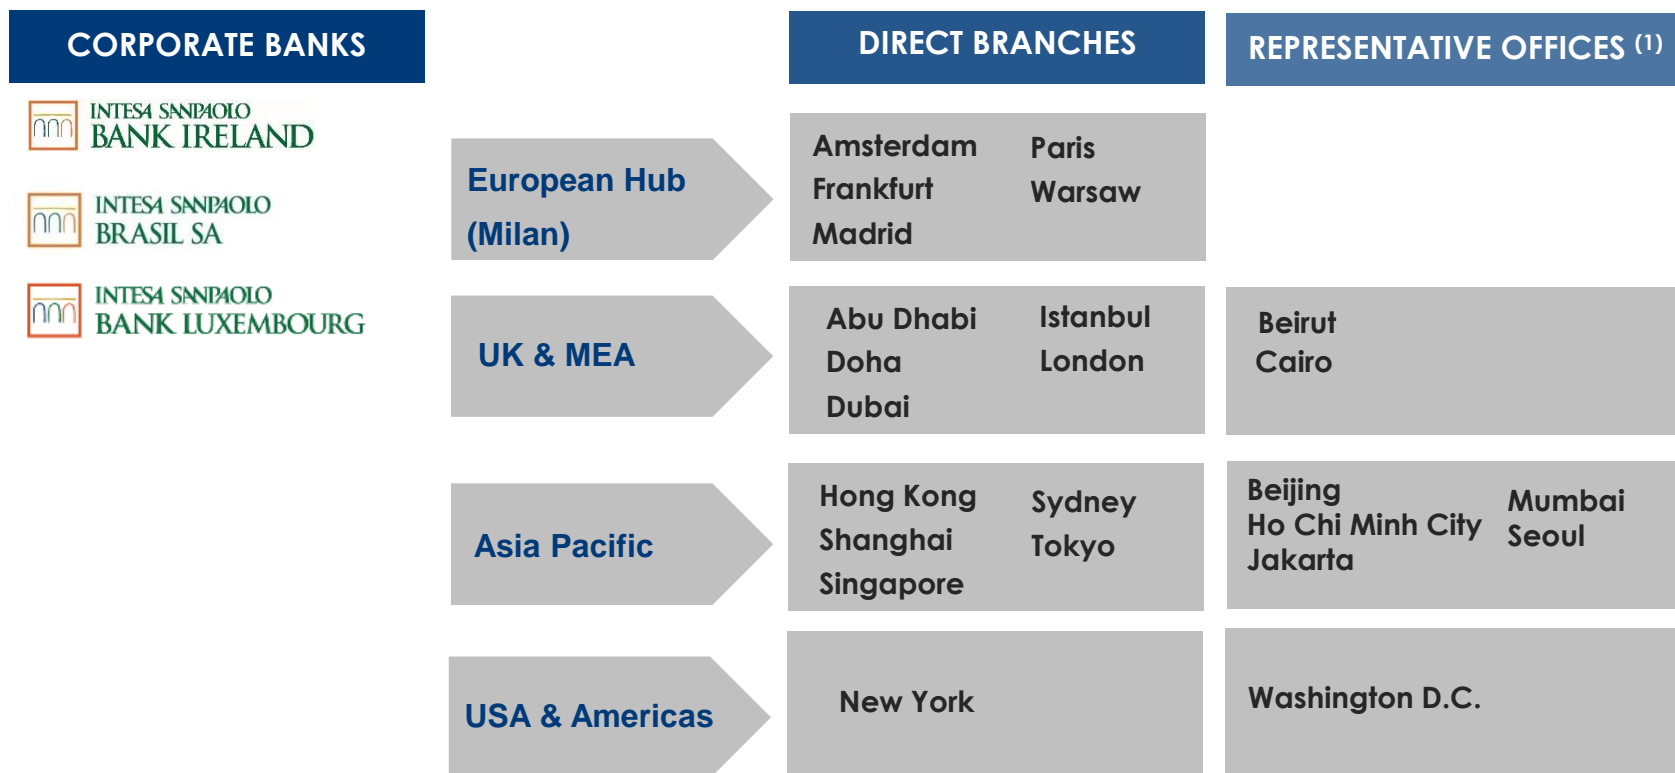 CORPORATE BANKS
DIRECT BRANCHES
REPRESENTATIVE OFFICES (1)
INTESA SANPAOLO
BANK IRELAND
INTESA SANPAOLO
BRASIL SA
INTESA SANPAOLO
BANK LUXEMBOURG
European Hub
(Milan)
Amsterdam
Frankfurt
Madrid
Paris
Warsaw
UK & MEA
Abu Dhabi
Doha
Dubai
Istanbul
London
Beirut
Cairo
Asia Pacific
Hong Kong
Shanghai
Singapore
Sydney
Tokyo
Beijing
Ho Chi Minh City
Jakarta
Mumbai
Seoul
USA & Americas
New York
Washington D.C.